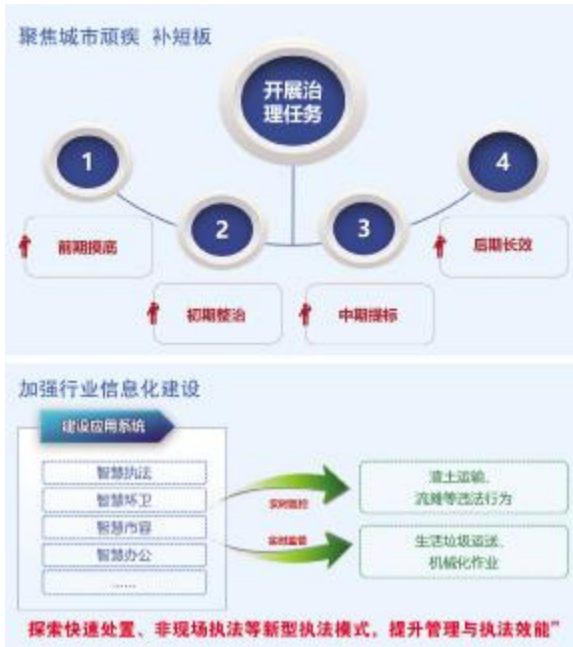 聚焦城市顽疾 补短板
开展治
理任务
1
2
3
4
前期摸底
初期整治
中期提标
后期长效
加强行业信息化建设
建设应用系统
智慧执法
智慧环卫
智慧市容
智慧办公
……
实时监控
渣土运输、
流摊等违法行为
实时监管
生活垃圾运送、
机械化作业
探索快速处置、非现场执法等新型执法模式，提升管理与执法效能”